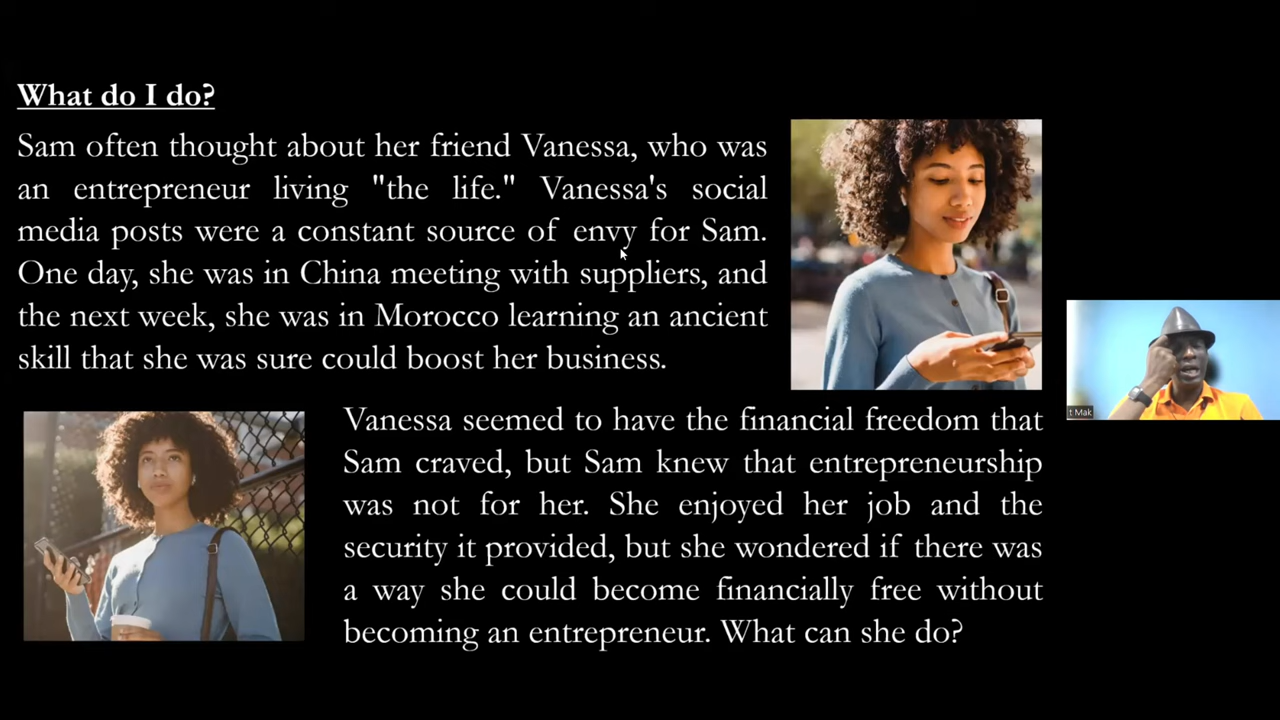 What do I do?
Sam often thought about her friend Vanessa, who was
an entrepreneur living "the life." Vanessa's social
media posts were a constant source of envy for Sam.
One day, she was in China meeting with suppliers, and
the next week, she was in Morocco learning an ancient
skill that she was sure could boost her business.
Vanessa seemed to have the financial freedom that
Sam craved, but Sam knew that entrepreneurship
was not for her. She enjoyed her job and the
security it provided, but she wondered if there was
a way she could become financially free without
becoming an entrepreneur. What can she do?
t Mak